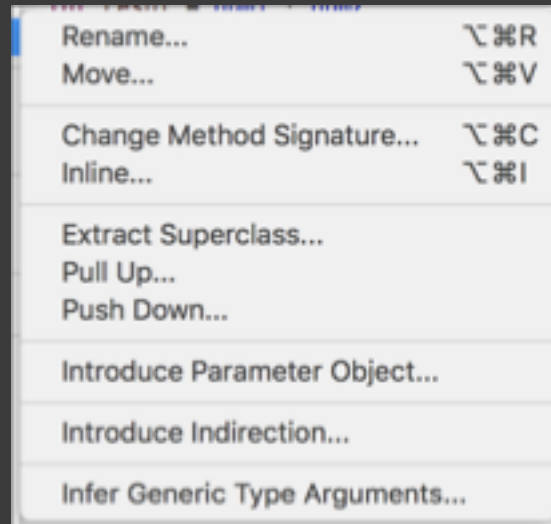 Rename... ⌥⌘R
Move... ⌥⌘V
Change Method Signature... ⌥⌘C
Inline... ⌥⌘I
Extract Superclass...
Pull Up...
Push Down...
Introduce Parameter Object...
Introduce Indirection...
Infer Generic Type Arguments...